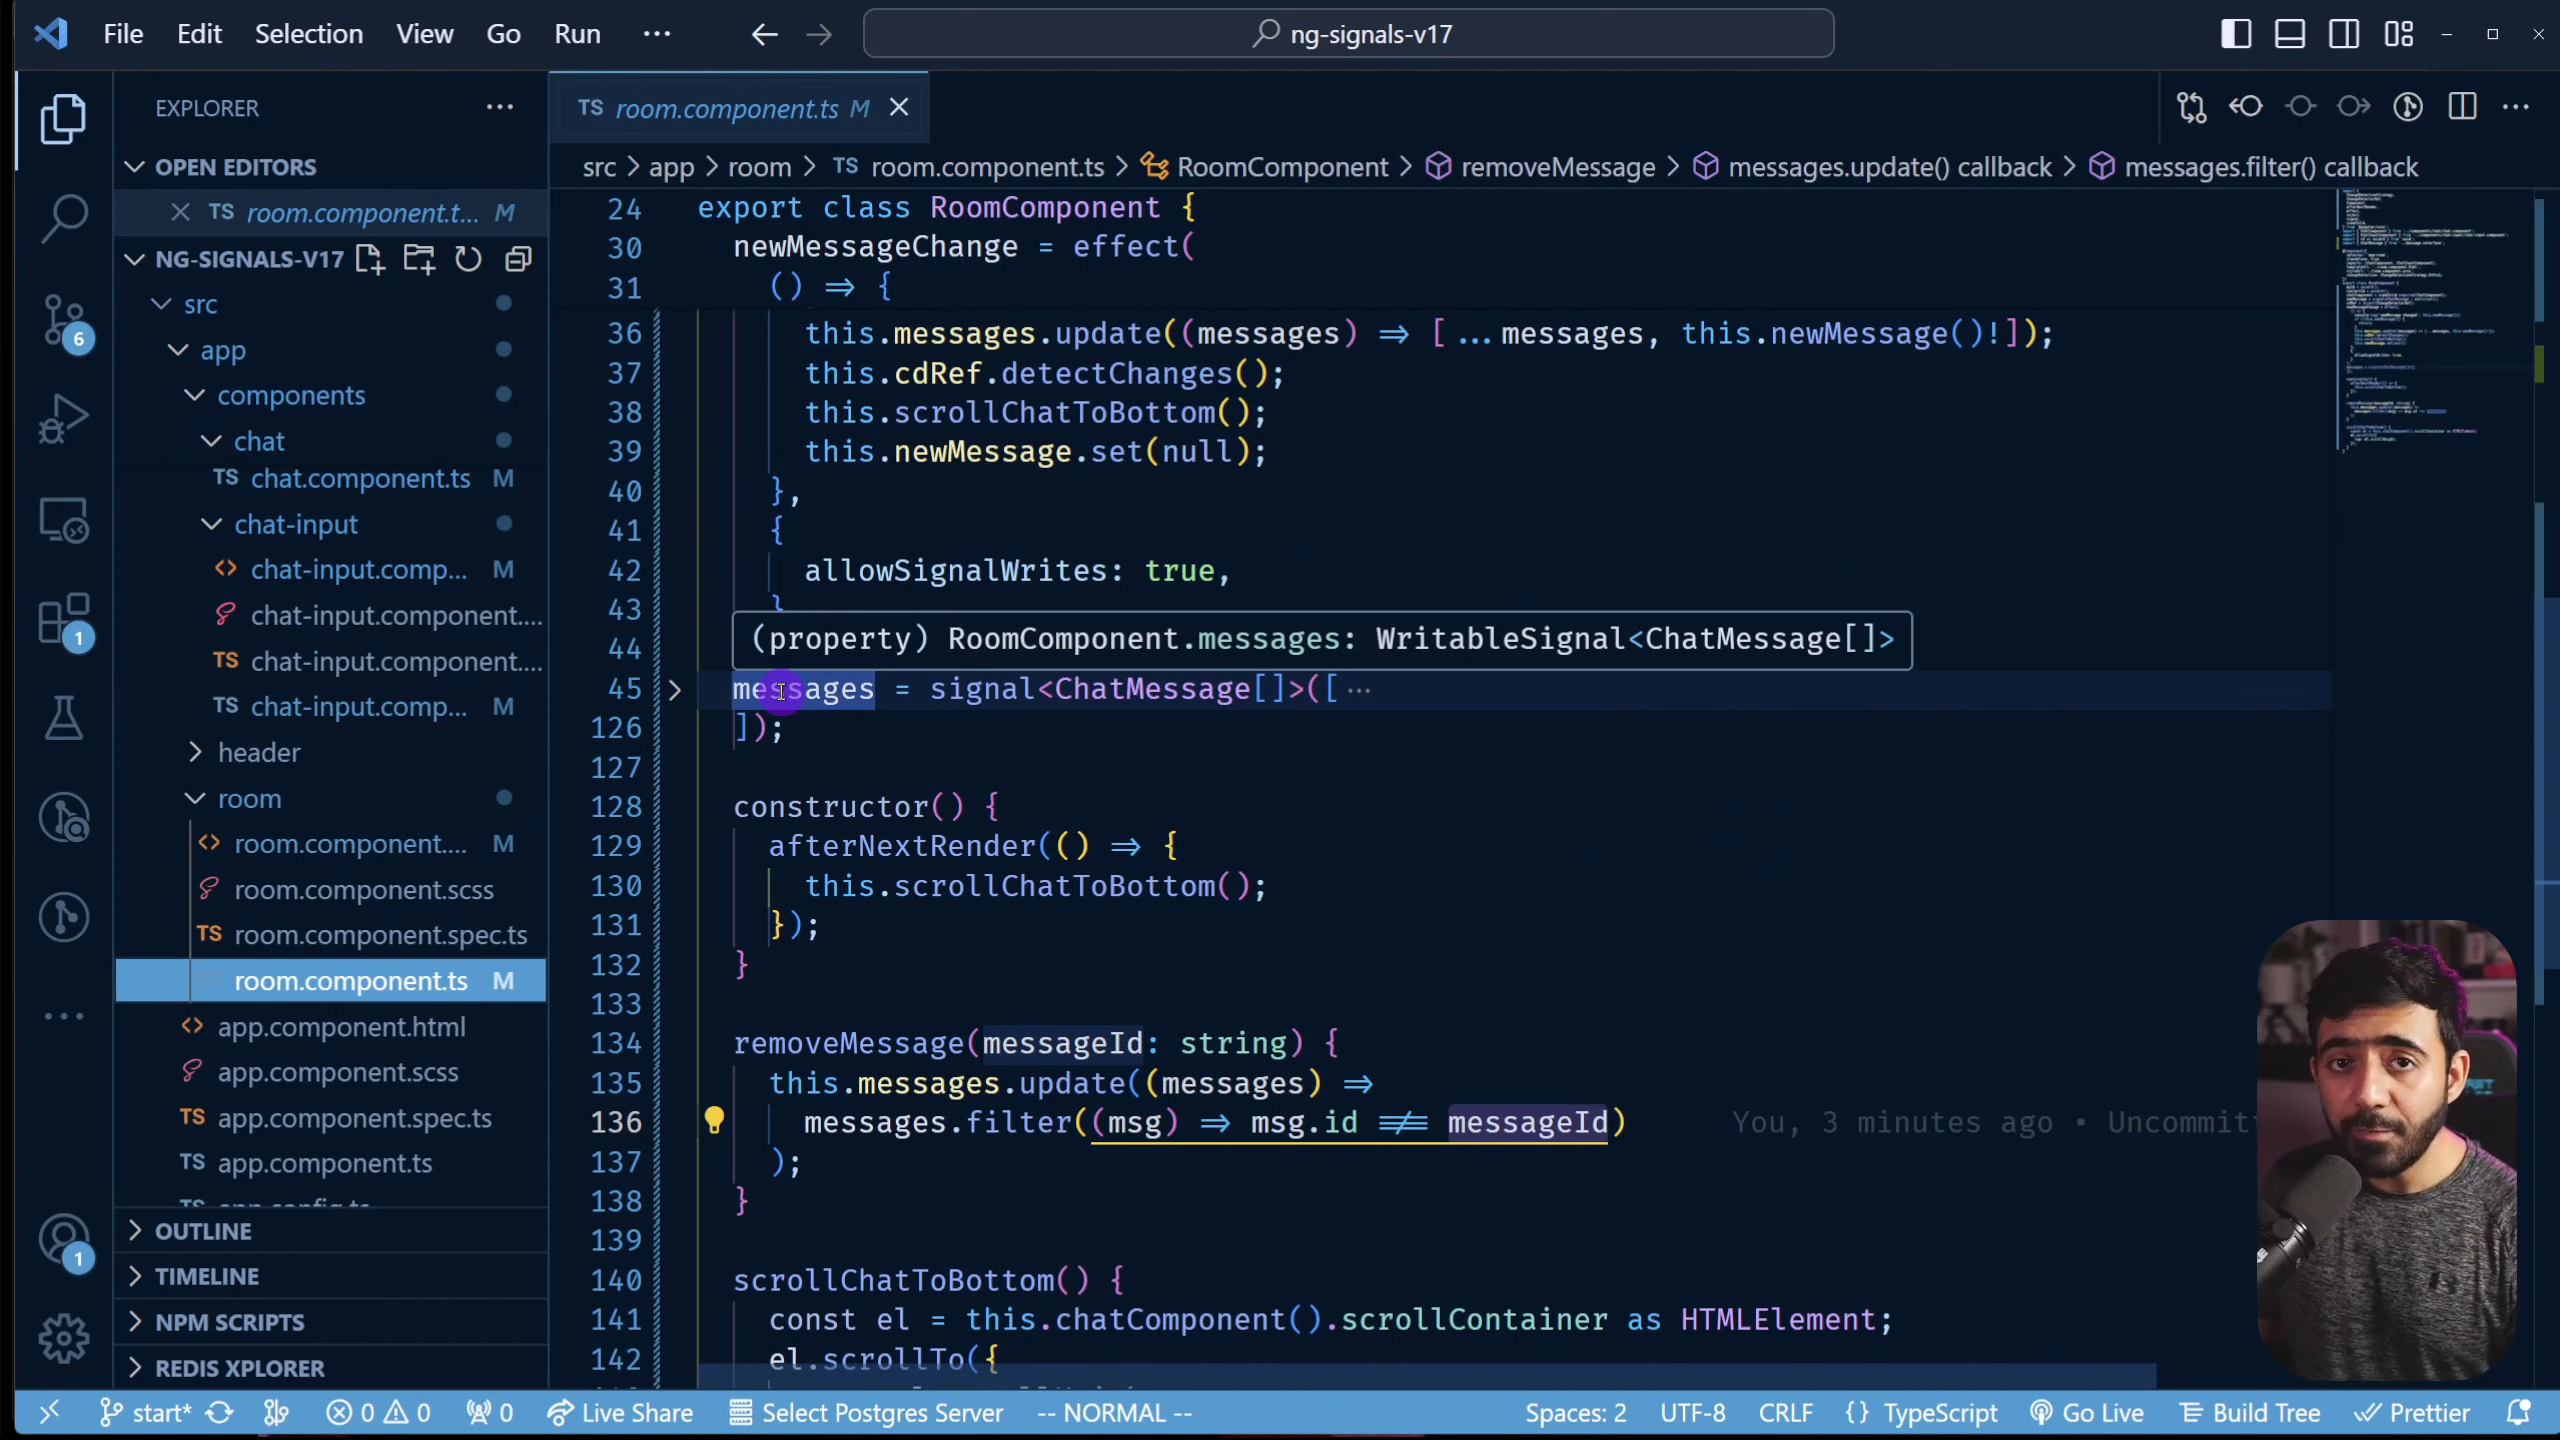 File Edit Selection View Go Run ···
ng-signals-v17
EXPLORER ···
OPEN EDITORS
TS room.component.t... M
NG-SIGNALS-V17
src
app
components
chat
TS chat.component.ts M
chat-input
<> chat-input.comp... M
chat-input.component....
TS chat-input.component....
TS chat-input.comp... M
header
room
<> room.component.... M
room.component.scss
TS room.component.spec.ts
room.component.ts M
<> app.component.html
app.component.scss
TS app.component.spec.ts
TS app.component.ts
TS app.config.ts
OUTLINE
TIMELINE
NPM SCRIPTS
REDIS XPLORER
6
1
1
TS room.component.ts M
src > app > room > TS room.component.ts > RoomComponent > removeMessage > messages.update() callback > messages.filter() callback
24 export class RoomComponent {
30 newMessageChange = effect(
31 () => {
36 this.messages.update((messages) => [...messages, this.newMessage()!]);
37 this.cdRef.detectChanges();
38 this.scrollChatToBottom();
39 this.newMessage.set(null);
40 },
41 {
42 allowSignalWrites: true,
43 }
44
(property) RoomComponent.messages: WritableSignal<ChatMessage[]>
45 messages = signal<ChatMessage[]>([ ···
126 ]);
127
128 constructor() {
129 afterNextRender(() => {
130 this.scrollChatToBottom();
131 });
132 }
133
134 removeMessage(messageId: string) {
135 this.messages.update((messages) =>
136 messages.filter((msg) => msg.id !== messageId) You, 3 minutes ago • Uncommitt
137 );
138 }
139
140 scrollChatToBottom() {
141 const el = this.chatComponent().scrollContainer as HTMLElement;
142 el.scrollTo({
start* 0 0 0 Live Share Select Postgres Server -- NORMAL -- Spaces: 2 UTF-8 CRLF {} TypeScript Go Live Build Tree Prettier